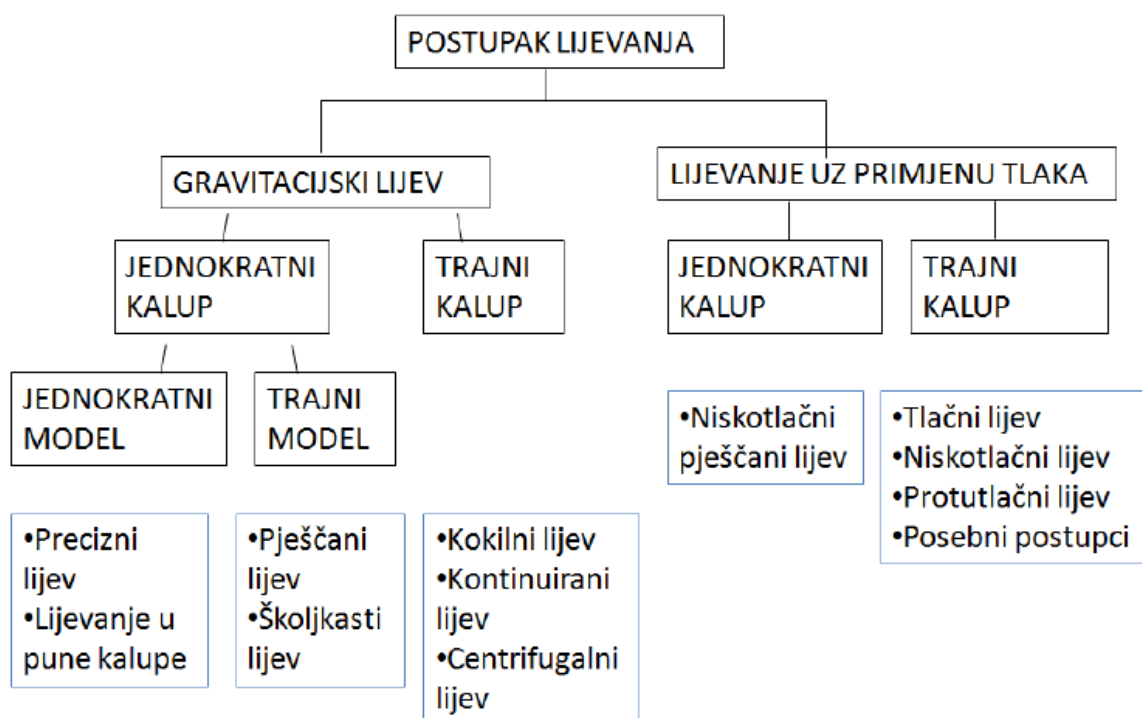 POSTUPAK LIJEVANJA
GRAVITACIJSKI LIJEV
LIJEVANJE UZ PRIMJENU TLAKA
JEDNOKRATNI
KALUP
TRAJNI
KALUP
JEDNOKRATNI
KALUP
TRAJNI
KALUP
JEDNOKRATNI
MODEL
TRAJNI
MODEL
•Niskotlačni
pješčani lijev
•Tlačni lijev
•Niskotlačni lijev
•Protutlačni lijev
•Posebni postupci
•Precizni
lijev
•Lijevanje u
pune kalupe
•Pješčani
lijev
•Školjkasti
lijev
•Kokilni lijev
•Kontinuirani
lijev
•Centrifugalni
lijev